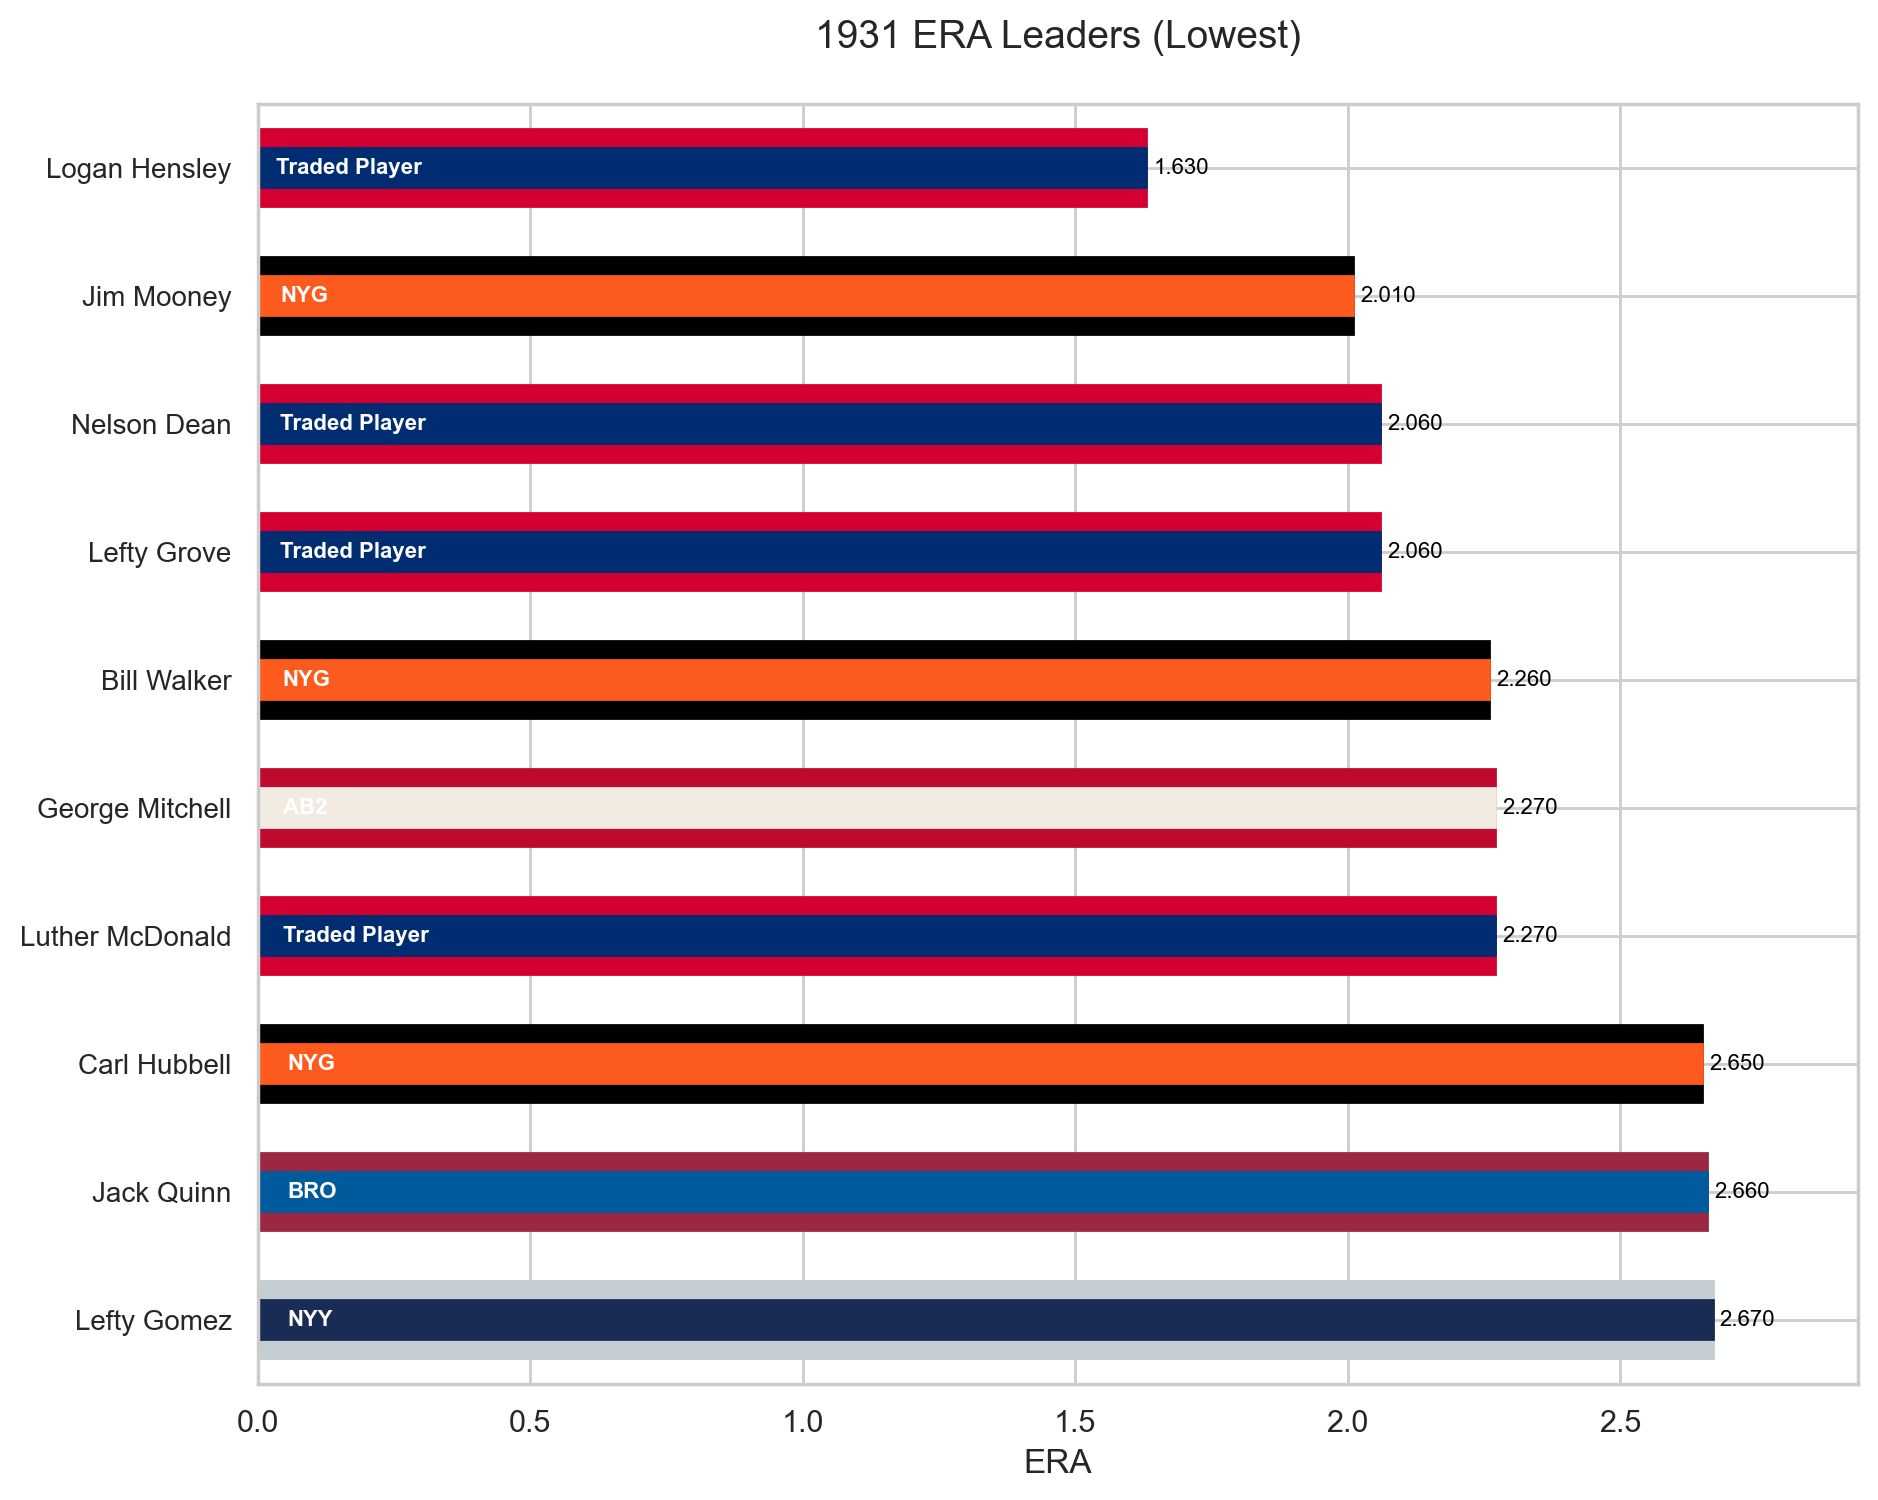 1931 ERA Leaders (Lowest)
Logan Hensley
Traded Player
1.630
Jim Mooney
NYG
2.010
Nelson Dean
Traded Player
2.060
Lefty Grove
Traded Player
2.060
Bill Walker
NYG
2.260
George Mitchell
AB2
2.270
Luther McDonald
Traded Player
2.270
Carl Hubbell
NYG
2.650
Jack Quinn
BRO
2.660
Lefty Gomez
NYY
2.670
0.0 0.5 1.0 1.5 2.0 2.5
ERA